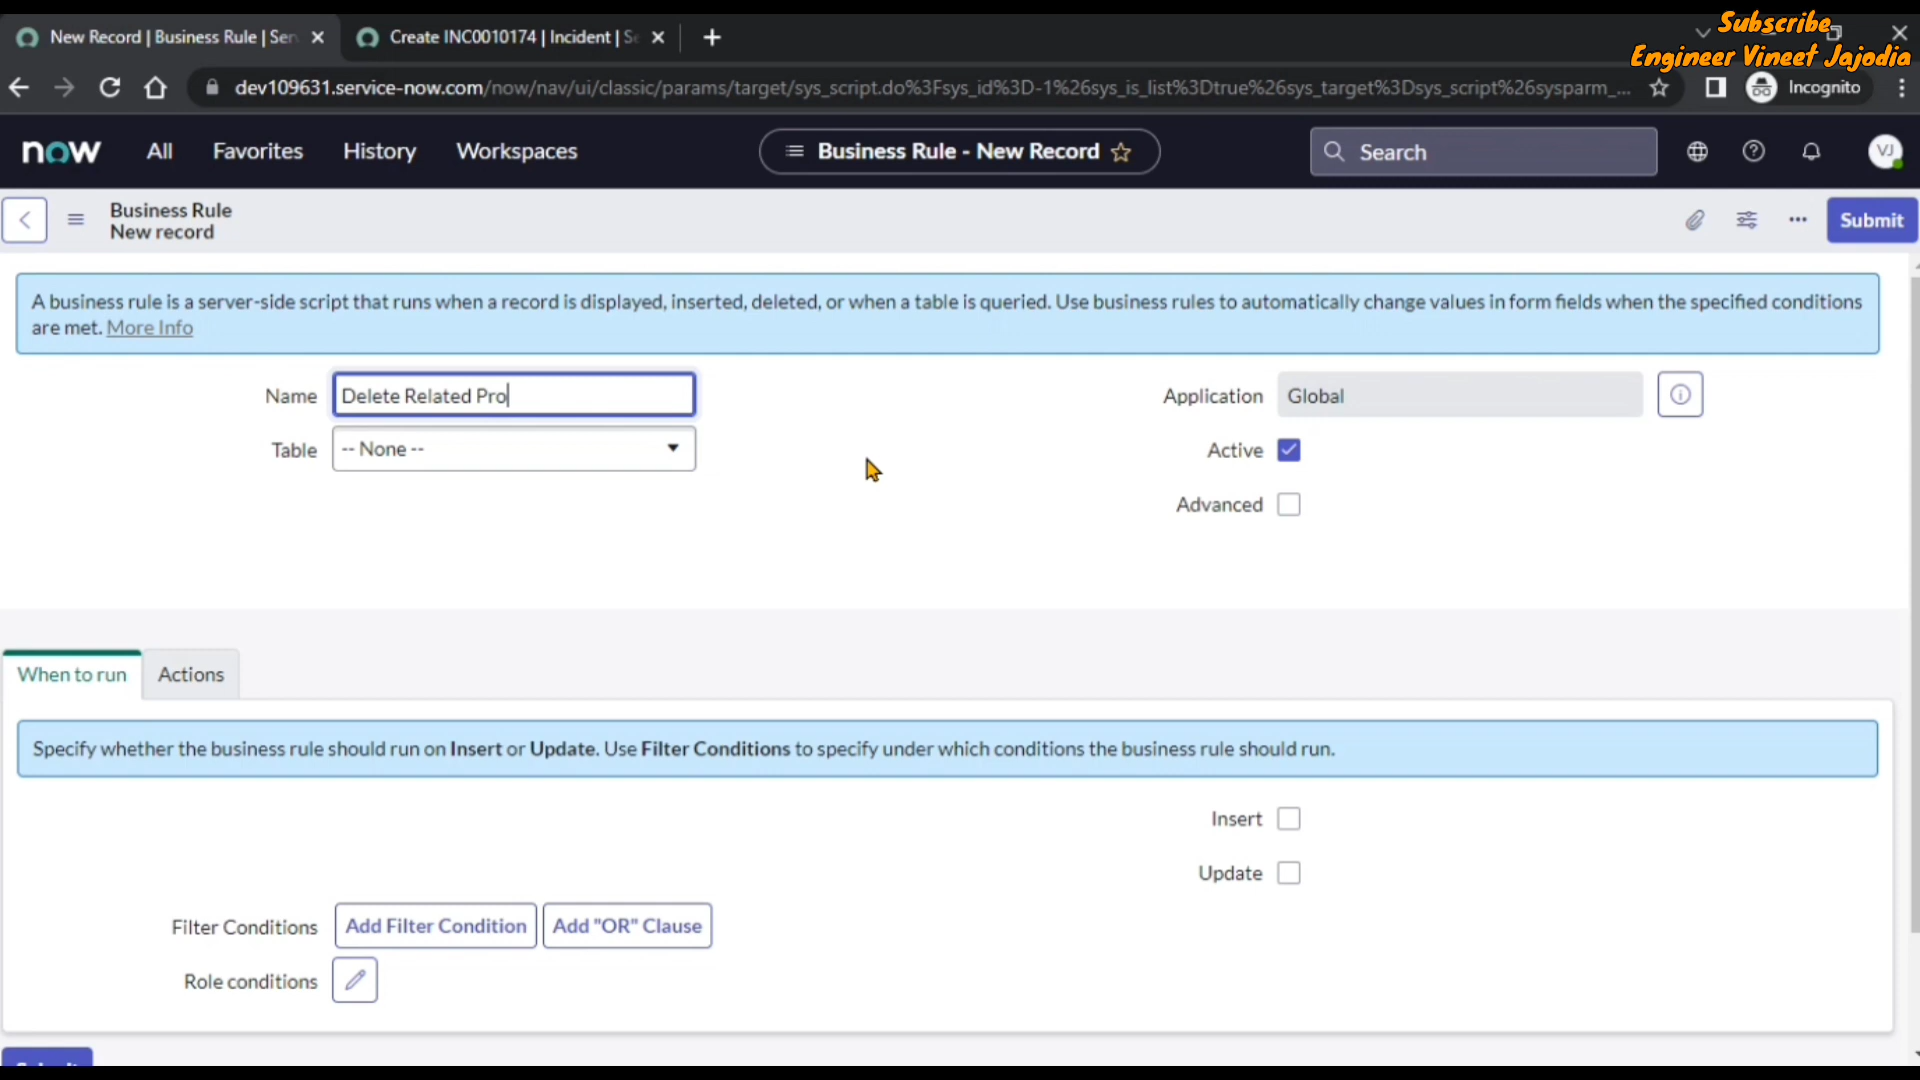 Subscribe
Engineer Vineet Jajodia
New Record | Business Rule | Ser
Create INC0010174 | Incident | S
dev109631.service-now.com/now/nav/ui/classic/params/target/sys_script.do%3Fsys_id%3D-1%26sys_is_list%3Dtrue%26sys_target%3Dsys_script%26sysparm_...
Incognito
now
All
Favorites
History
Workspaces
Business Rule - New Record
Search
VJ
Business Rule
New record
Submit
A business rule is a server-side script that runs when a record is displayed, inserted, deleted, or when a table is queried. Use business rules to automatically change values in form fields when the specified conditions
are met. More Info
Name
Delete Related Pro
Application
Global
Table
-- None --
Active
Advanced
When to run
Actions
Specify whether the business rule should run on Insert or Update. Use Filter Conditions to specify under which conditions the business rule should run.
Insert
Update
Filter Conditions
Add Filter Condition
Add "OR" Clause
Role conditions